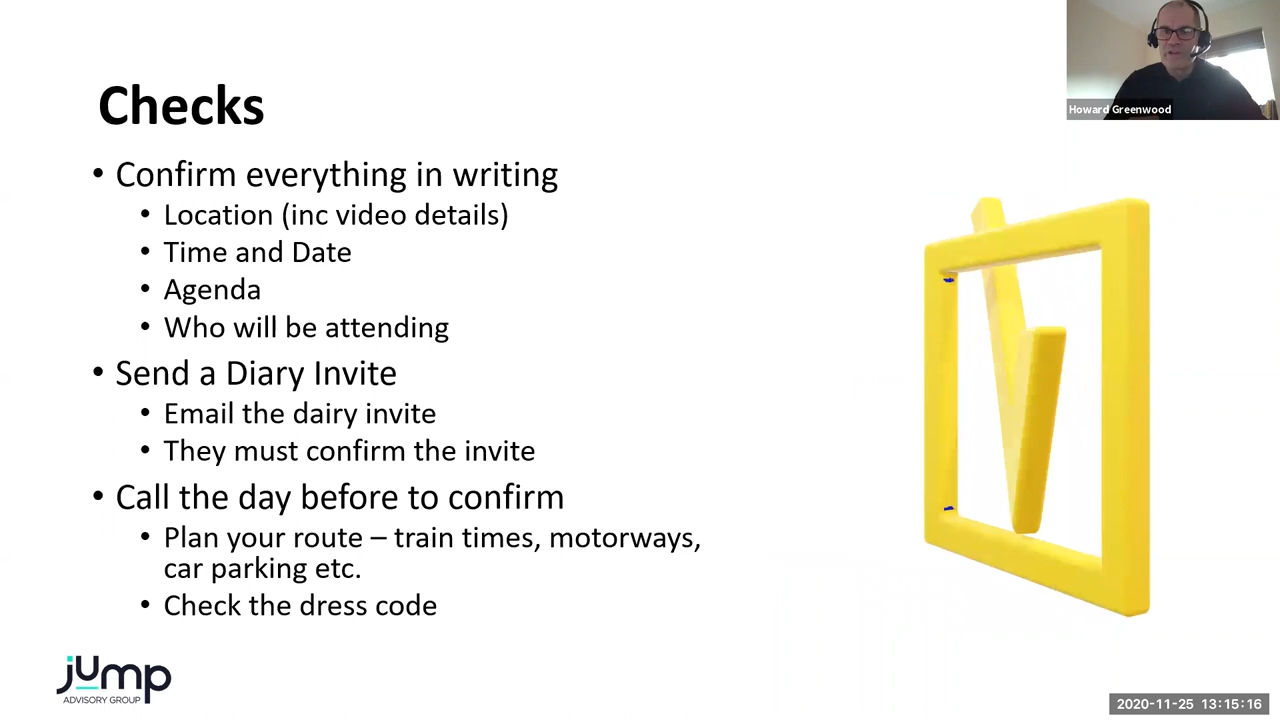 Checks
• Confirm everything in writing
• Location (inc video details)
• Time and Date
• Agenda
• Who will be attending
• Send a Diary Invite
• Email the dairy invite
• They must confirm the invite
• Call the day before to confirm
• Plan your route – train times, motorways,
car parking etc.
• Check the dress code
jump
ADVISORY GROUP
Howard Greenwood
2020-11-25 13:15:16